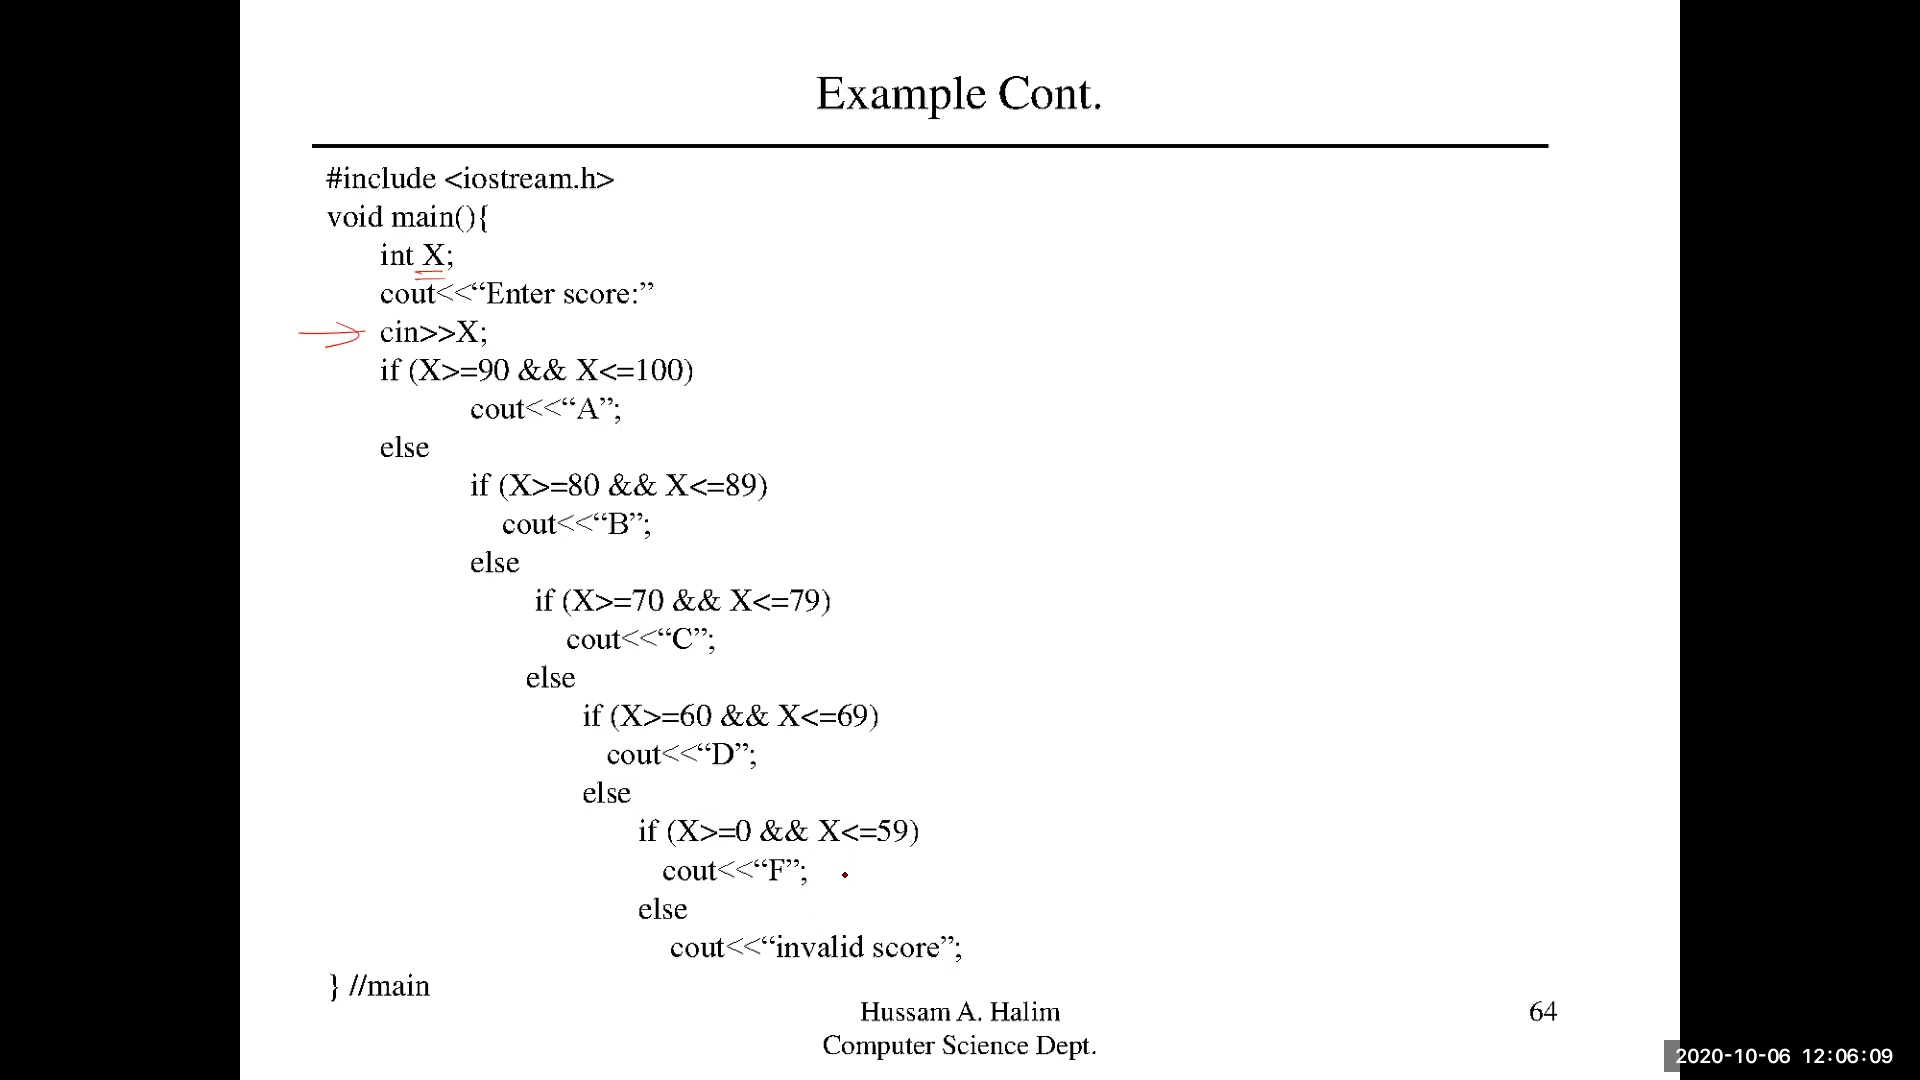 Example Cont.
#include <iostream.h>
void main(){
int X;
cout<<“Enter score:”
cin>>X;
if (X>=90 && X<=100)
cout<<“A”;
else
if (X>=80 && X<=89)
cout<<“B”;
else
if (X>=70 && X<=79)
cout<<“C”;
else
if (X>=60 && X<=69)
cout<<“D”;
else
if (X>=0 && X<=59)
cout<<“F”;
else
cout<<“invalid score”;
} //main
Hussam A. Halim
Computer Science Dept.
64
2020-10-06 12:06:09